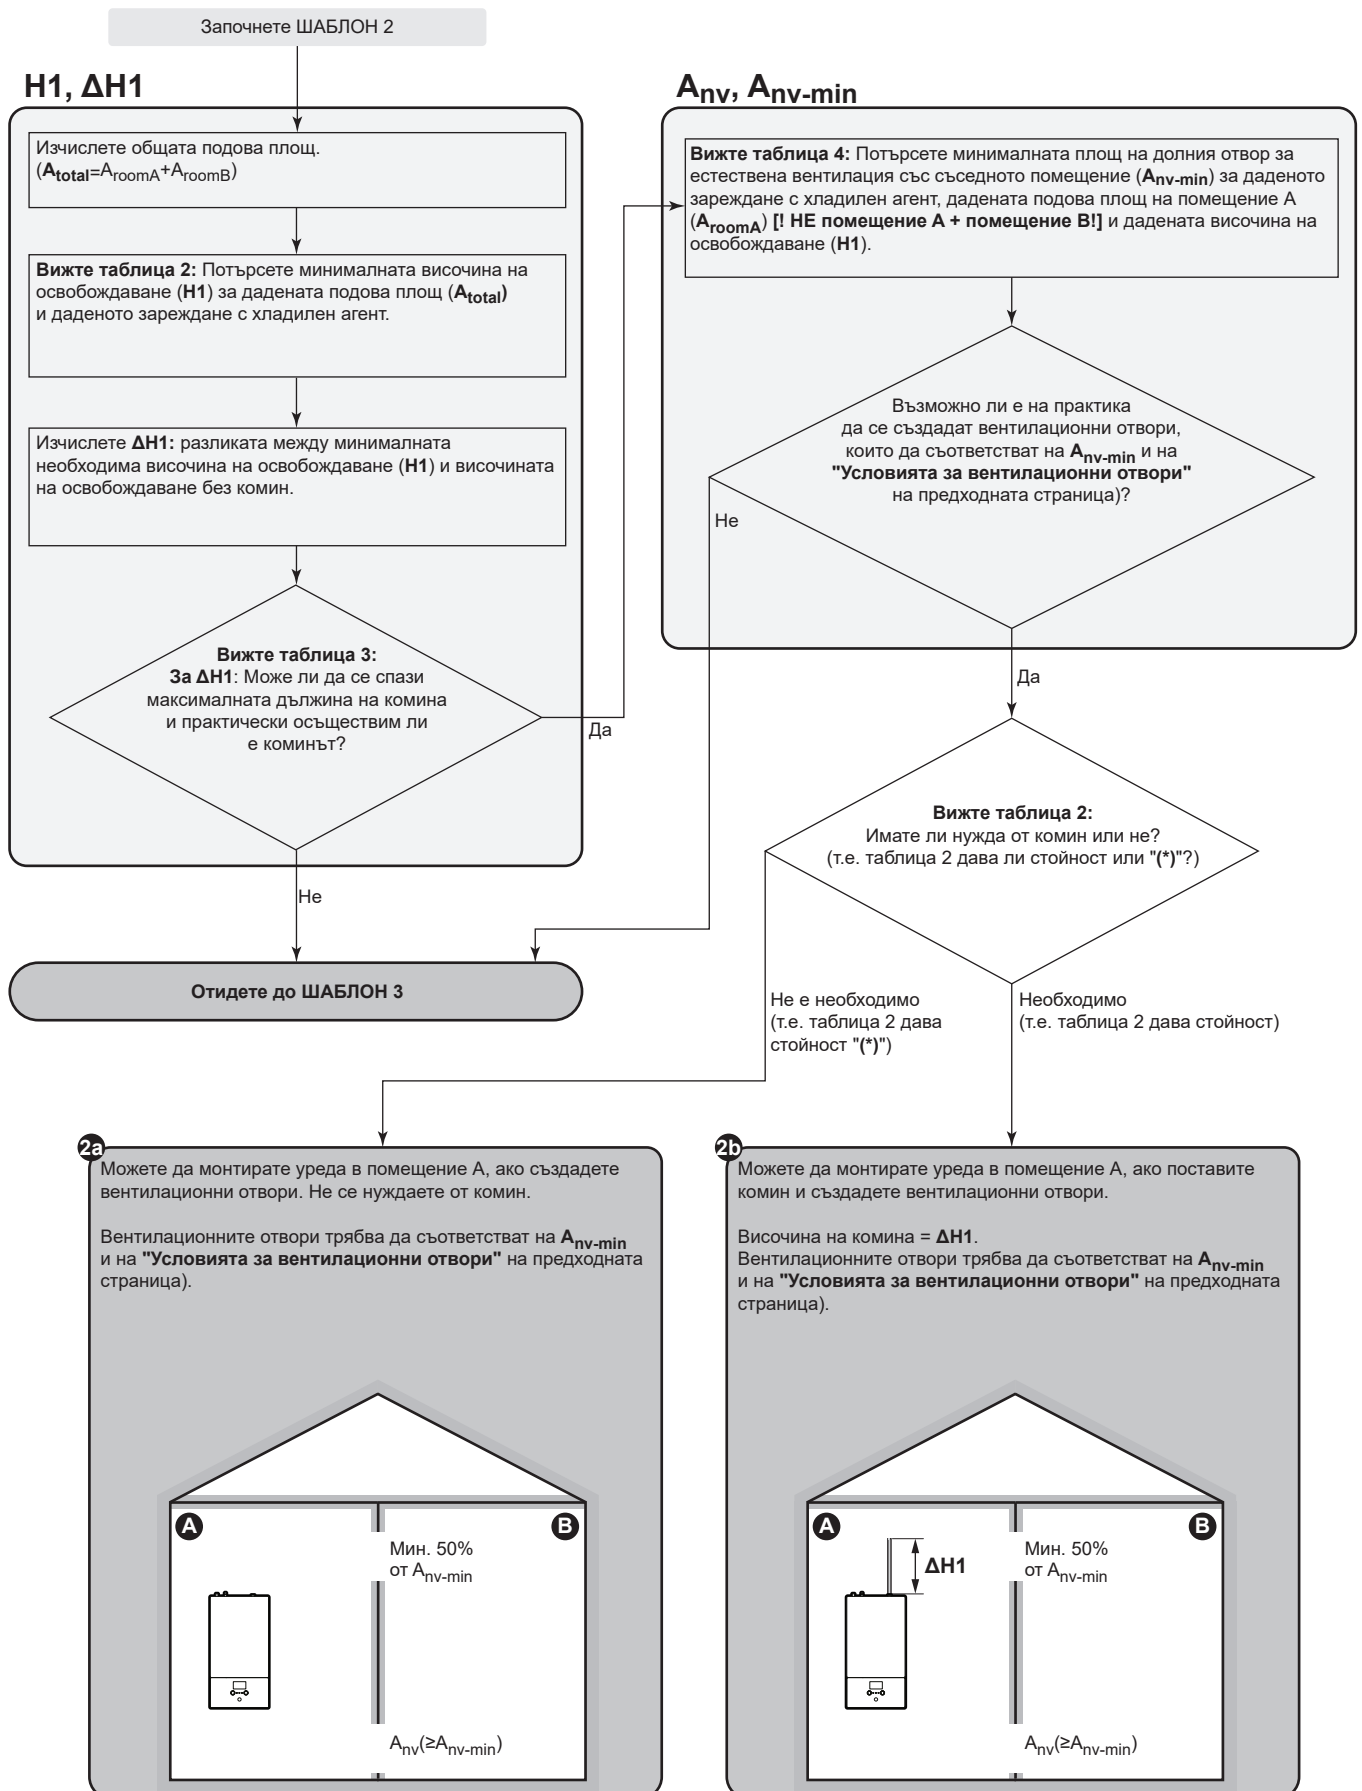 Започнете ШАБЛОН 2
H1, ΔH1
Изчислете общата подова площ.
(Atotal=AroomA+AroomB)
Вижте таблица 2: Потърсете минималната височина на
освобождаване (H1) за дадената подова площ (Atotal)
и даденото зареждане с хладилен агент.
Изчислете ΔH1: разликата между минималната
необходима височина на освобождаване (H1) и височината
на освобождаване без комин.
Вижте таблица 3:
За ΔH1: Може ли да се спази
максималната дължина на комина
и практически осъществим ли
е коминът?
Да
Не
Отидете до ШАБЛОН 3
Anv, Anv-min
Вижте таблица 4: Потърсете минималната площ на долния отвор за
естествена вентилация със съседното помещение (Anv-min) за даденото
зареждане с хладилен агент, дадената подова площ на помещение A
(AroomA) [! НЕ помещение A + помещение B!] и дадената височина на
освобождаване (H1).
Възможно ли е на практика
да се създадат вентилационни отвори,
които да съответстват на Anv-min и на
"Условията за вентилационни отвори"
на предходната страница)?
Не
Да
Вижте таблица 2:
Имате ли нужда от комин или не?
(т.е. таблица 2 дава ли стойност или "(*)"?)
Не е необходимо
(т.е. таблица 2 дава
стойност "(*)")
Необходимо
(т.е. таблица 2 дава стойност)
2a
Можете да монтирате уреда в помещение A, ако създадете
вентилационни отвори. Не се нуждаете от комин.
Вентилационните отвори трябва да съответстват на Anv-min
и на "Условията за вентилационни отвори" на предходната
страница).
A
B
Мин. 50%
от Anv-min
Anv(≥Anv-min)
2b
Можете да монтирате уреда в помещение A, ако поставите
комин и създадете вентилационни отвори.
Височина на комина = ΔH1.
Вентилационните отвори трябва да съответстват на Anv-min
и на "Условията за вентилационни отвори" на предходната
страница).
A
B
ΔH1
Мин. 50%
от Anv-min
Anv(≥Anv-min)